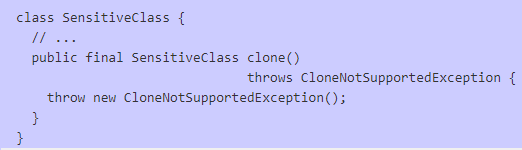 class SensitiveClass {
  // ...
  public final SensitiveClass clone()
                              throws CloneNotSupportedException {
    throw new CloneNotSupportedException();
  }
}